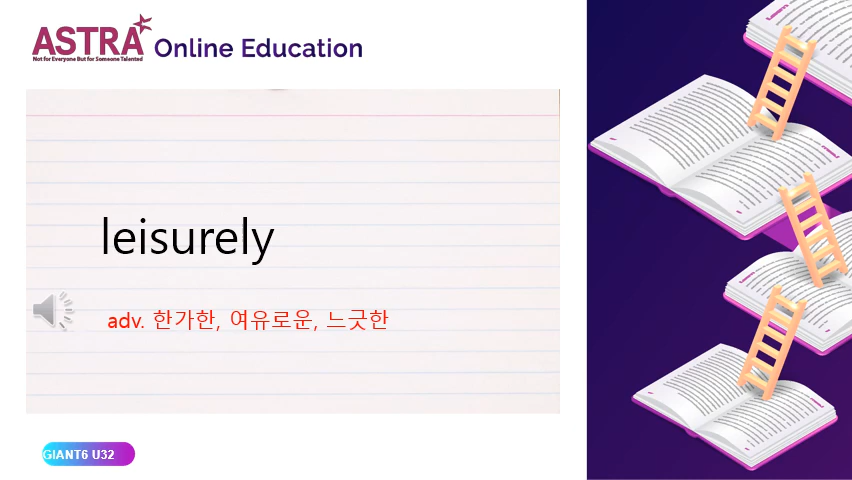 ASTRA
Not for Everyone But for Someone Talented
Online Education
leisurely
adv. 한가한, 여유로운, 느긋한
GIANT6 U32